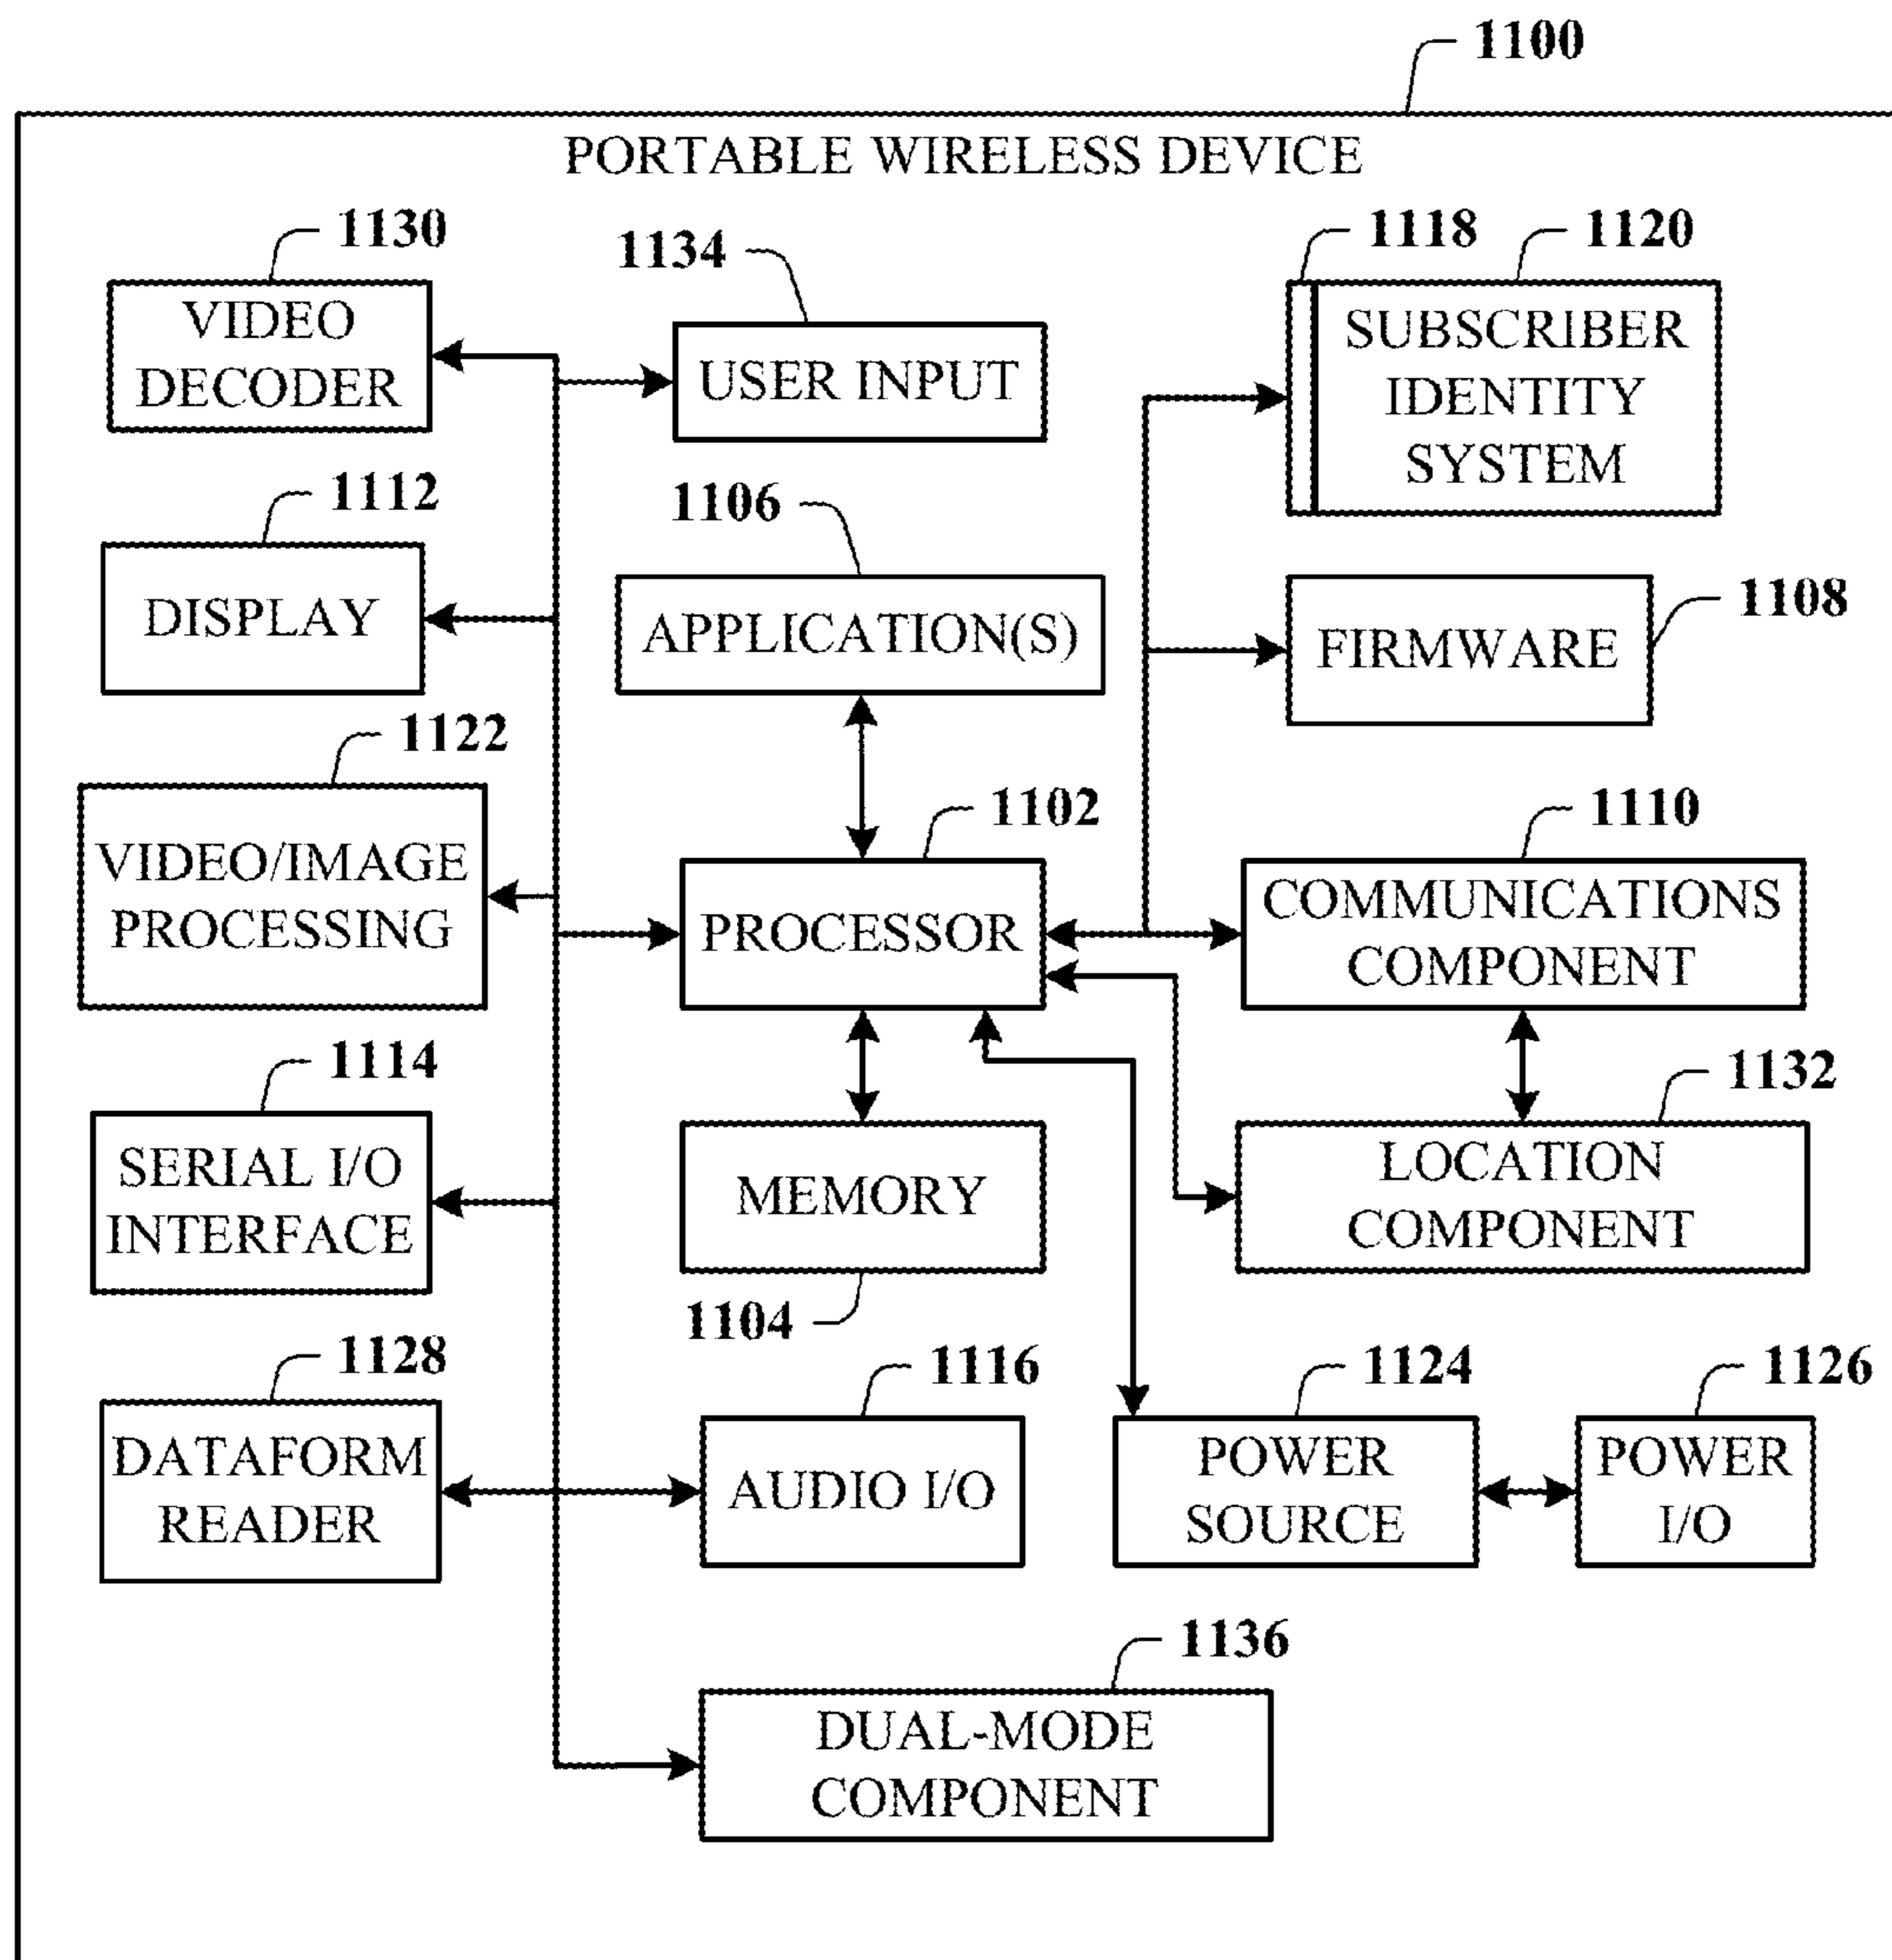 1100
PORTABLE WIRELESS DEVICE
1130
1134
1118
1120
VIDEO
DECODER
USER INPUT
SUBSCRIBER
IDENTITY
SYSTEM
1112
1106
DISPLAY
APPLICATION(S)
FIRMWARE
1108
1122
1102
1110
VIDEO/IMAGE
PROCESSING
PROCESSOR
COMMUNICATIONS
COMPONENT
1114
1132
SERIAL I/O
INTERFACE
MEMORY
LOCATION
COMPONENT
1104
1128
1116
1124
1126
DATAFORM
READER
AUDIO I/O
POWER
SOURCE
POWER
I/O
1136
DUAL-MODE
COMPONENT